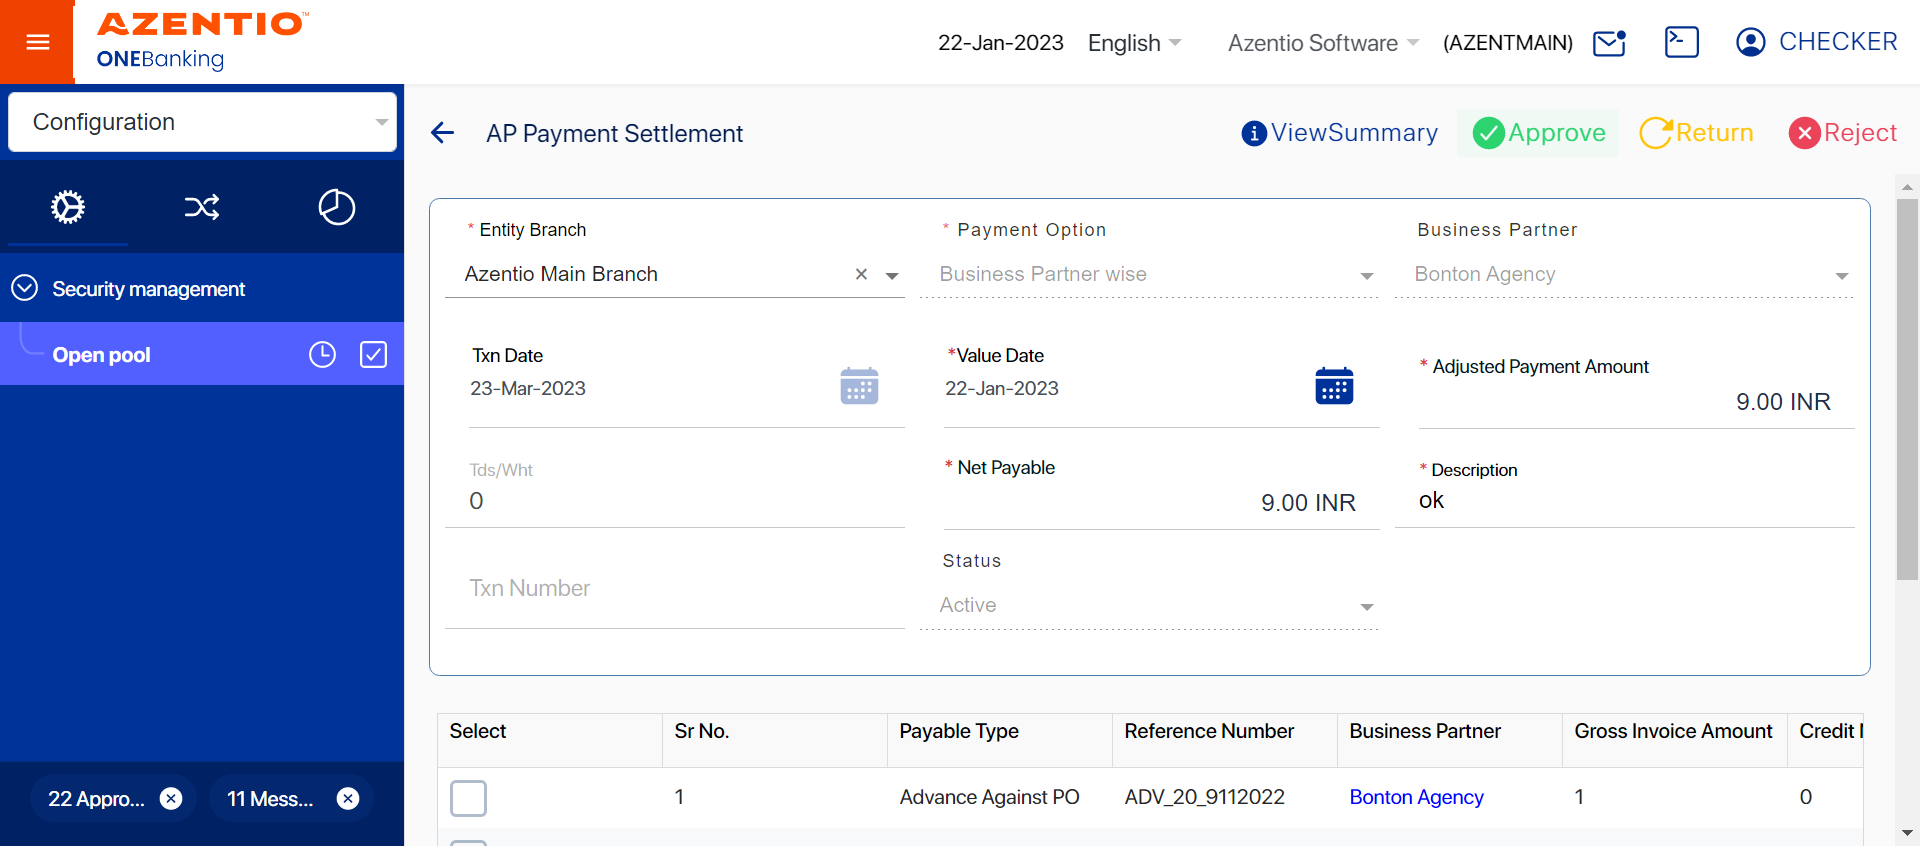 AZENTIO™
ONEBanking
22-Jan-2023
English
Azentio Software
(AZENTMAIN)
CHECKER
Configuration
Security management
Open pool
22 Appro...
11 Mess...
AP Payment Settlement
ViewSummary
Approve
Return
Reject
* Entity Branch
Azentio Main Branch
* Payment Option
Business Partner wise
Business Partner
Bonton Agency
Txn Date
23-Mar-2023
*Value Date
22-Jan-2023
* Adjusted Payment Amount
9.00 INR
Tds/Wht
0
* Net Payable
9.00 INR
* Description
ok
Txn Number
Status
Active
Select
Sr No.
Payable Type
Reference Number
Business Partner
Gross Invoice Amount
Credit
1
Advance Against PO
ADV_20_9112022
Bonton Agency
1
0